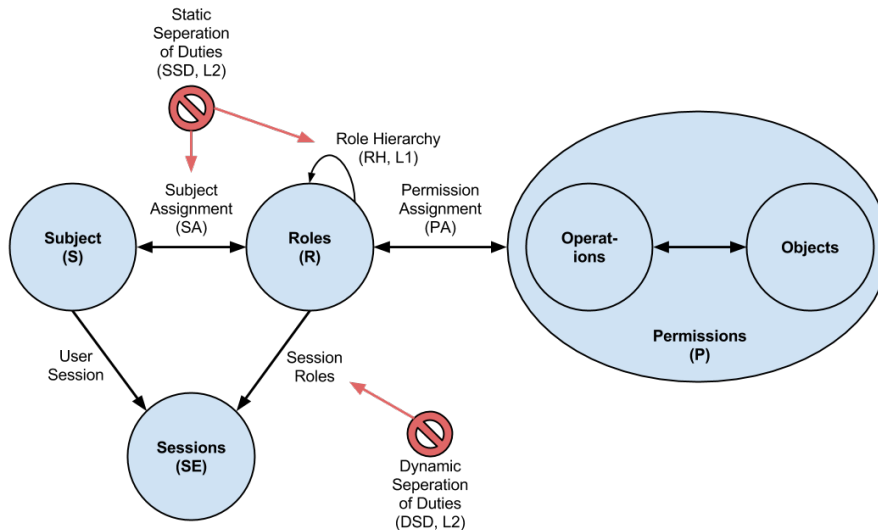 Static
Seperation
of Duties
(SSD, L2)
Role Hierarchy
(RH, L1)
Subject
Assignment
(SA)
Permission
Assignment
(PA)
Subject
(S)
Roles
(R)
Operat-
ions
Objects
Permissions
(P)
User
Session
Session
Roles
Sessions
(SE)
Dynamic
Seperation
of Duties
(DSD, L2)